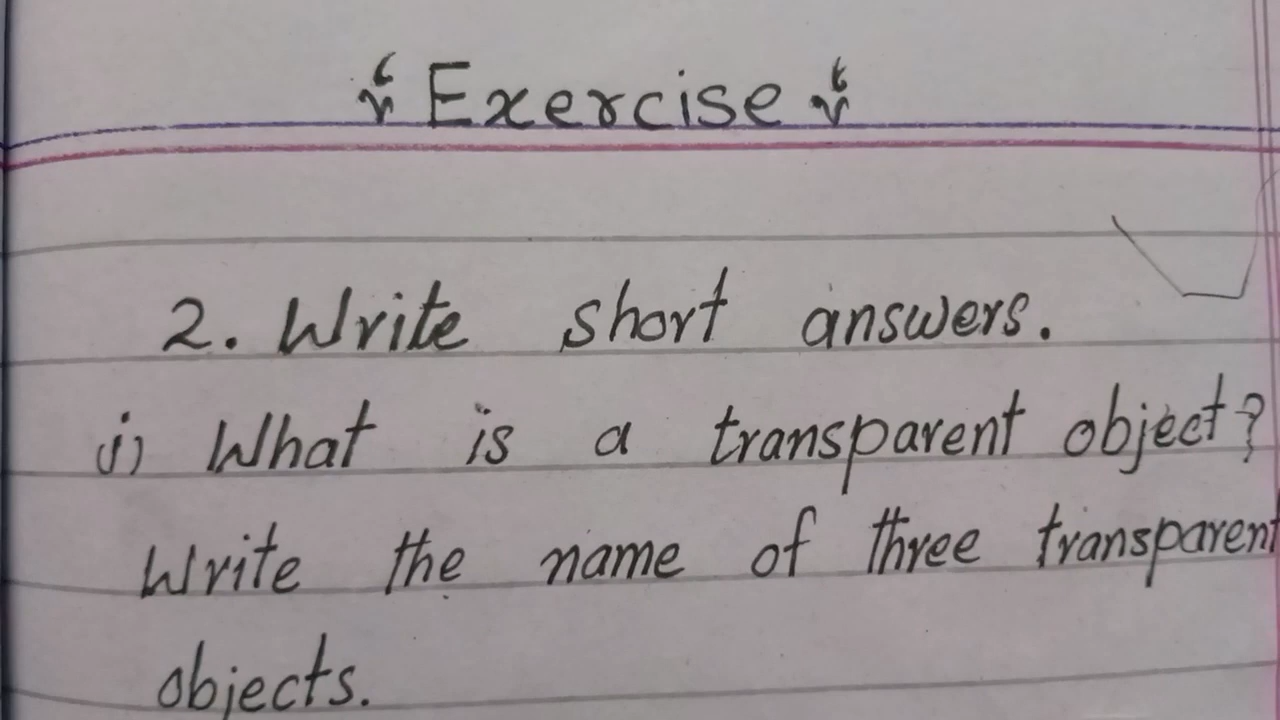 Exercise
2. Write short answers.
i) What is a transparent object?
Write the name of three transparent
objects.